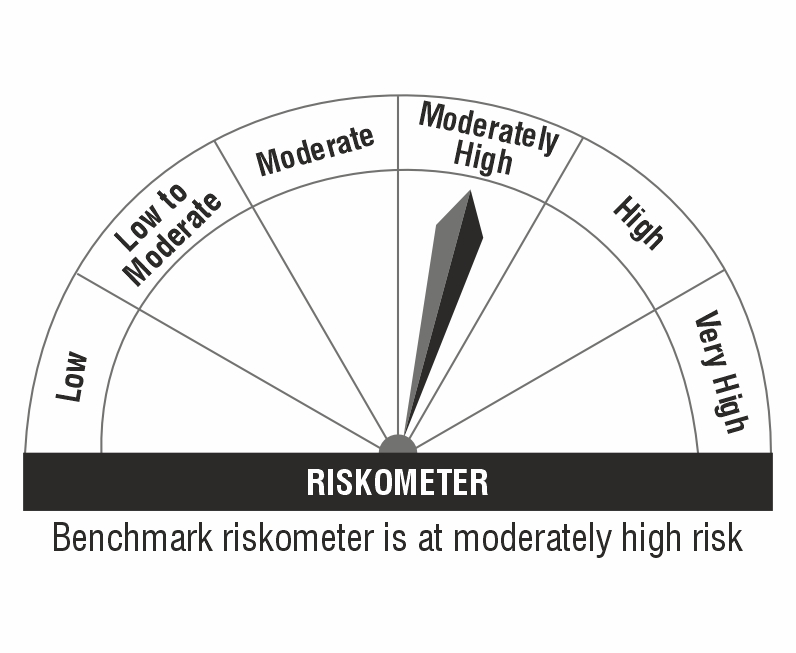 Low
Low to
Moderate
Moderate
Moderately
High
High
Very High
RISKOMETER
Benchmark riskometer is at moderately high risk